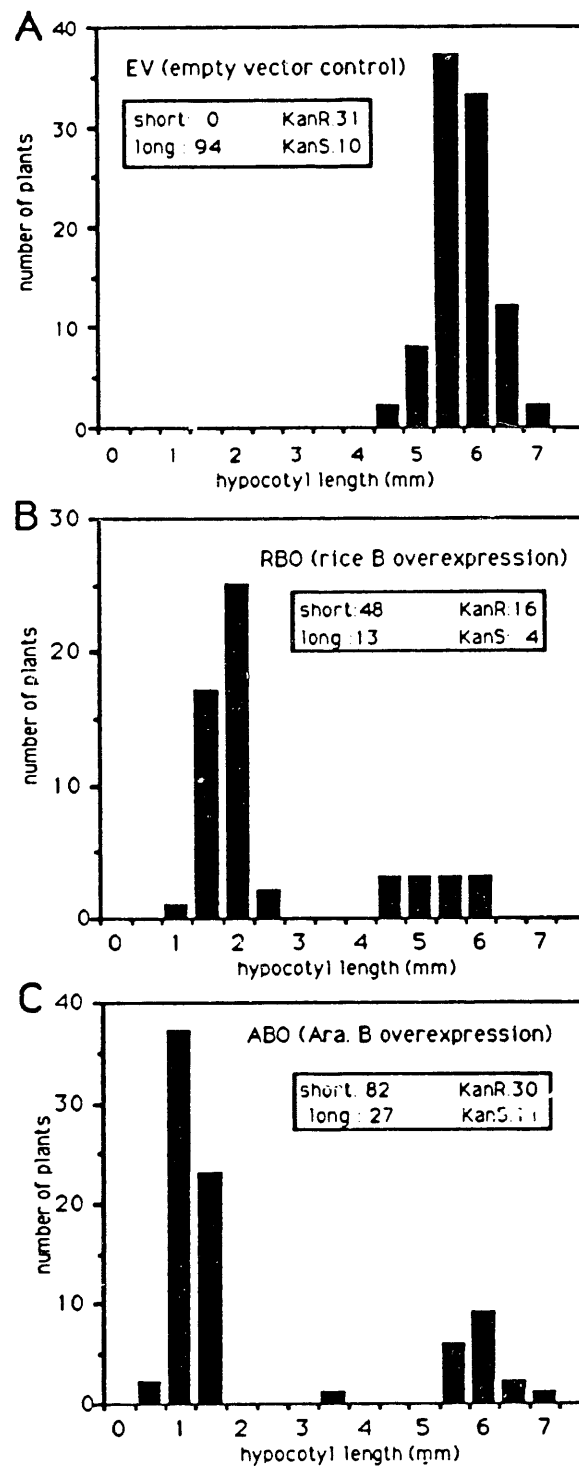 A
EV (empty vector control)
short: 0 KanR:31
long: 94 KanS:10
number of plants
40
30
20
10
0
0 1 2 3 4 5 6 7
hypocotyl length (mm)
B
RBO (rice B overexpression)
short:48 KanR:16
long:13 KanS: 4
number of plants
30
20
10
0
0 1 2 3 4 5 6 7
hypocotyl length (mm)
C
ABO (Ara. B overexpression)
short: 82 KanR:30
long: 27
number of plants
40
30
20
10
0
0 1 2 3 4 5 6 7
hypocotyl length (mm)